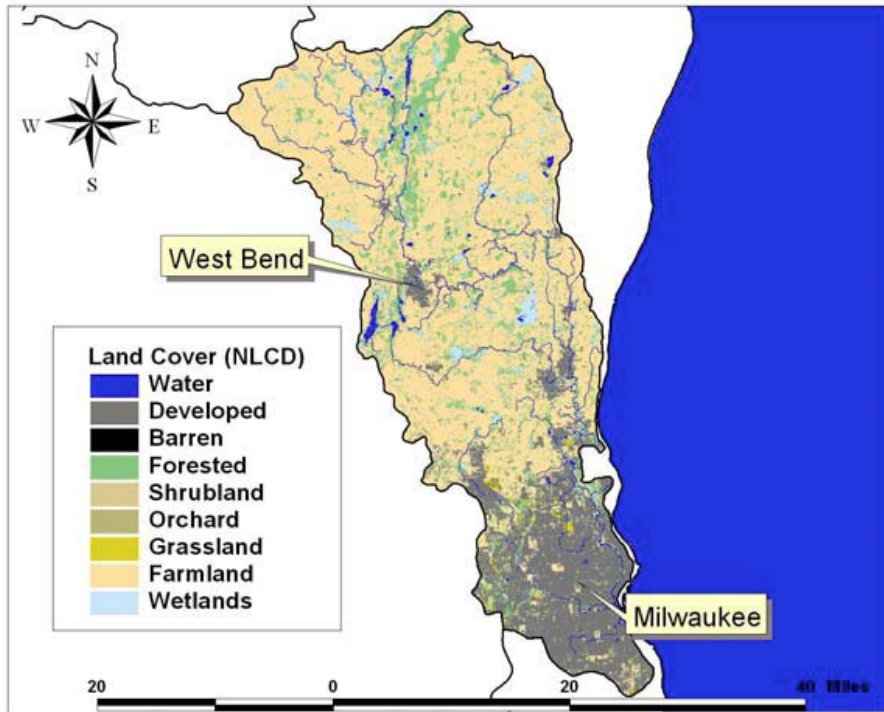 N
W E
S
West Bend
Land Cover (NLCD)
Water
Developed
Barren
Forested
Shrubland
Orchard
Grassland
Farmland
Wetlands
Milwaukee
20 0 20 40 Miles